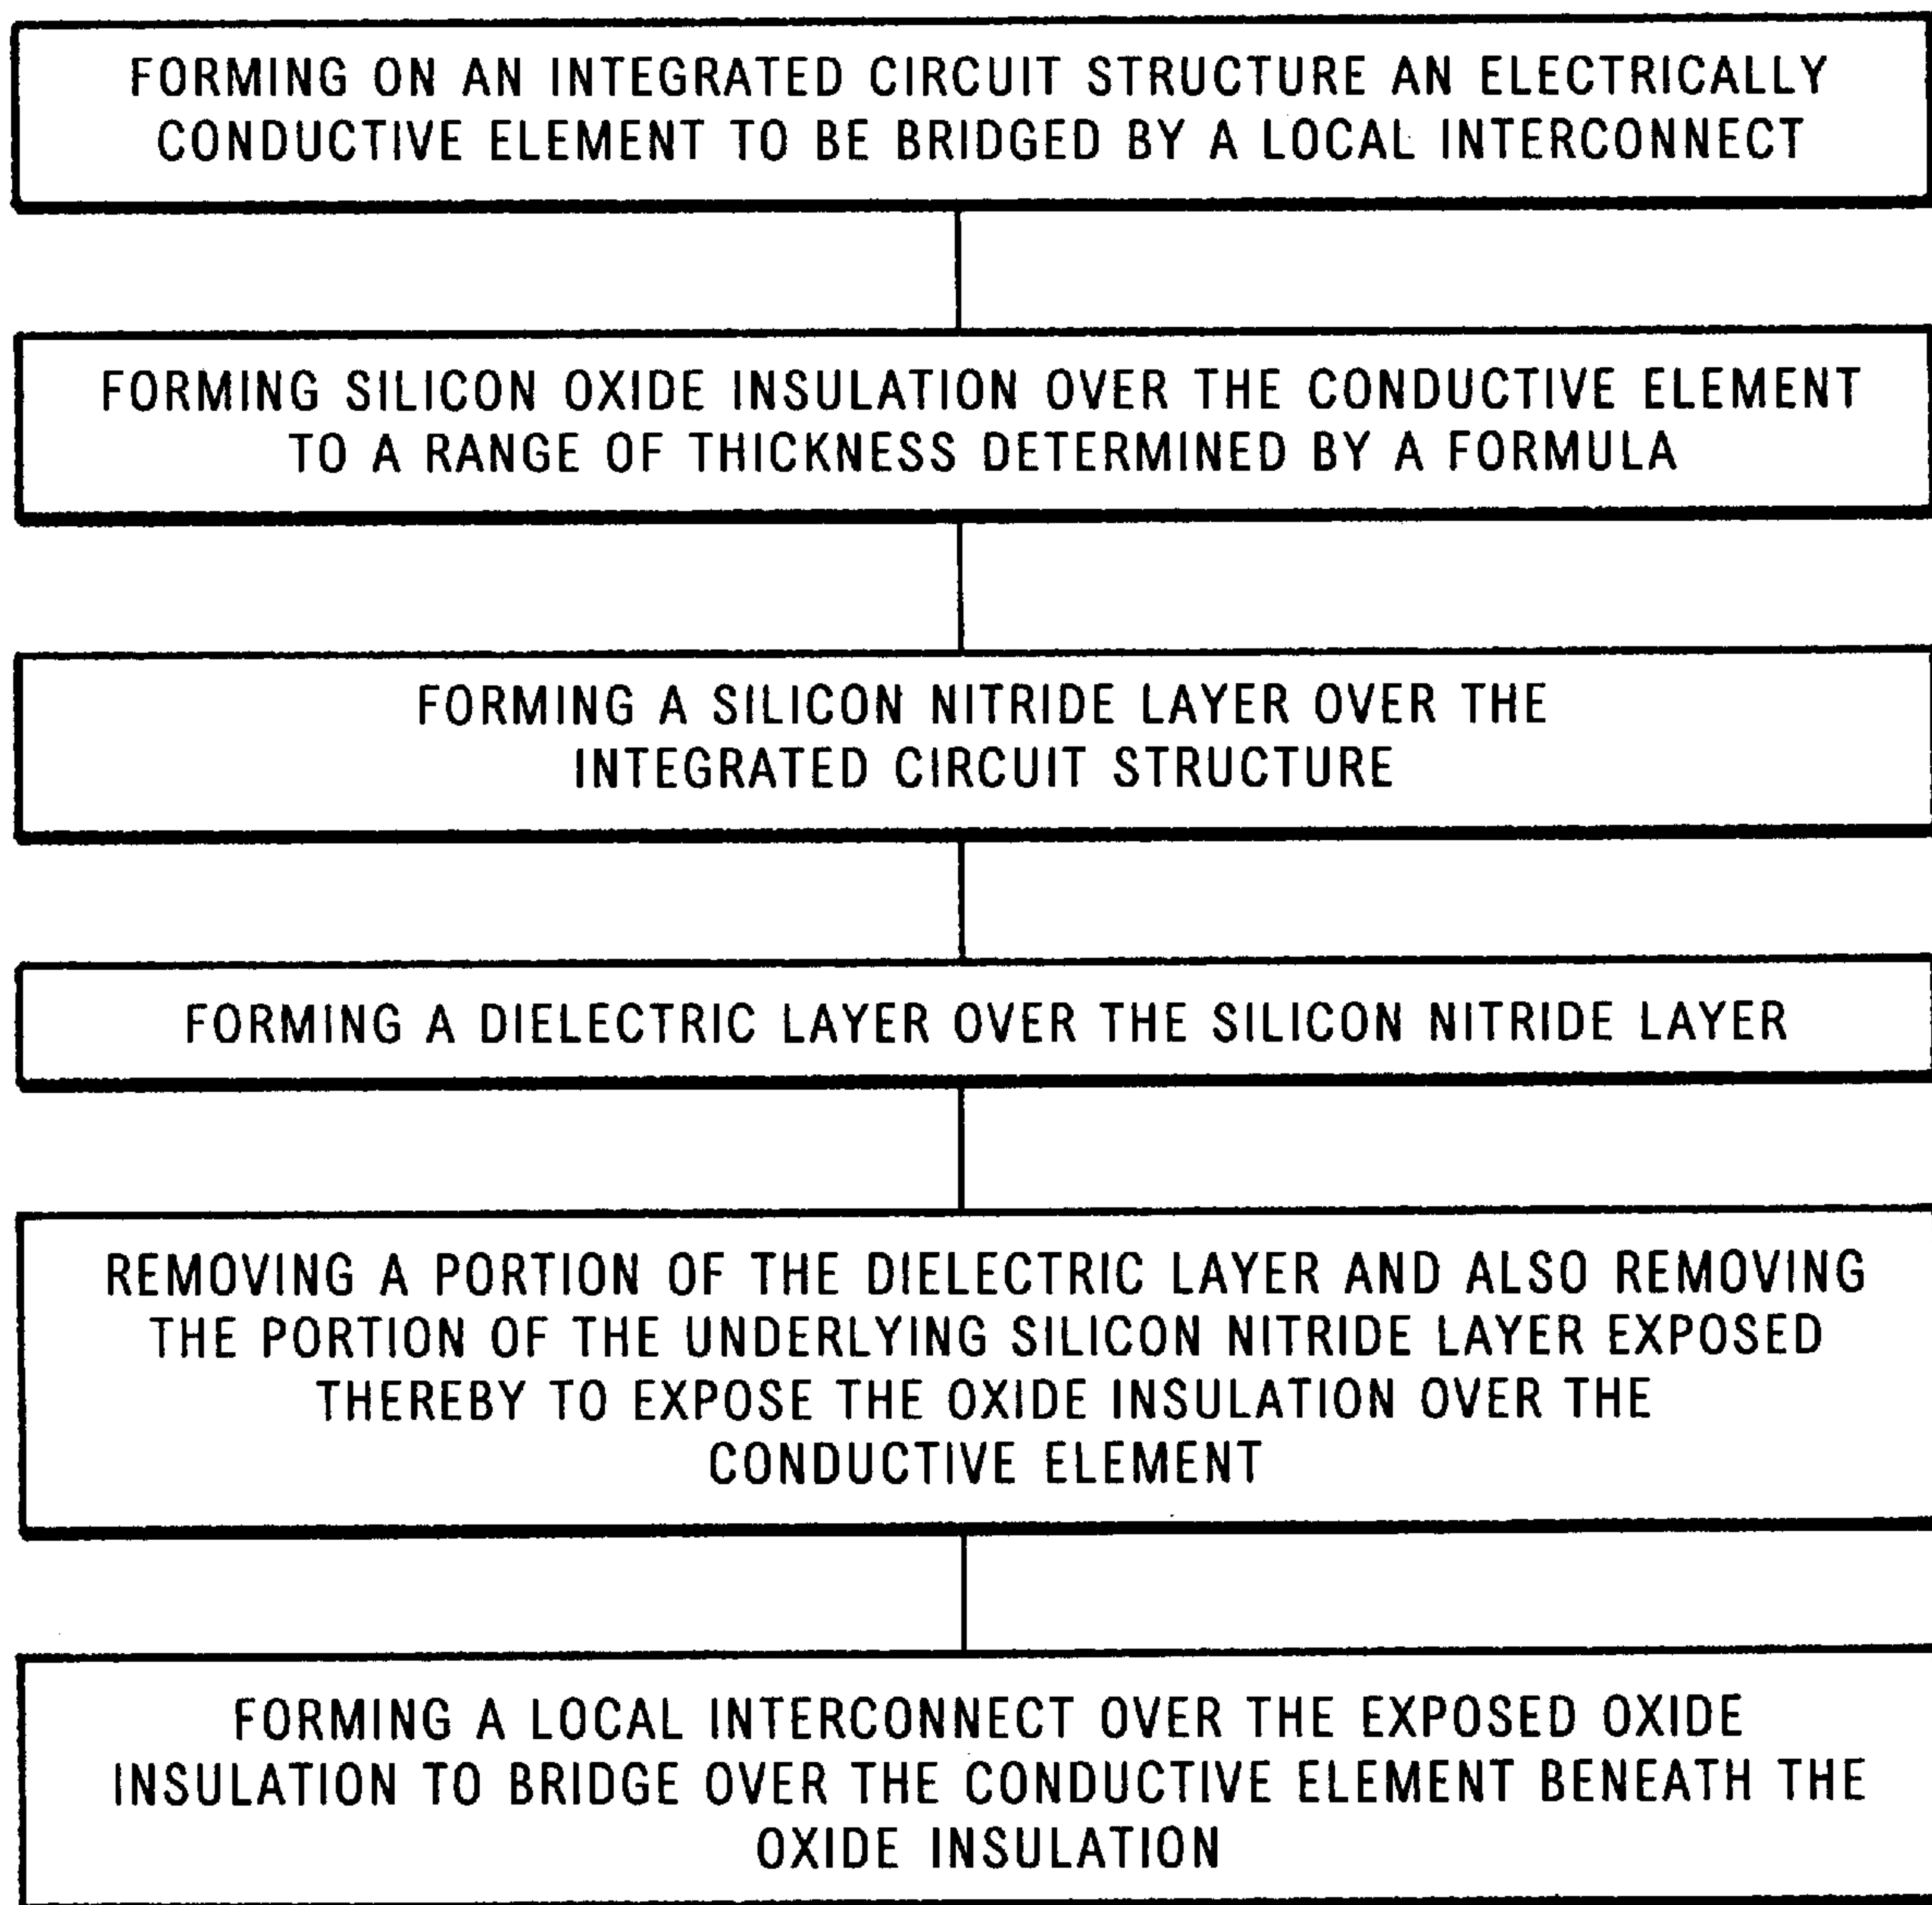 FORMING ON AN INTEGRATED CIRCUIT STRUCTURE AN ELECTRICALLY
CONDUCTIVE ELEMENT TO BE BRIDGED BY A LOCAL INTERCONNECT
FORMING SILICON OXIDE INSULATION OVER THE CONDUCTIVE ELEMENT
TO A RANGE OF THICKNESS DETERMINED BY A FORMULA
FORMING A SILICON NITRIDE LAYER OVER THE
INTEGRATED CIRCUIT STRUCTURE
FORMING A DIELECTRIC LAYER OVER THE SILICON NITRIDE LAYER
REMOVING A PORTION OF THE DIELECTRIC LAYER AND ALSO REMOVING
THE PORTION OF THE UNDERLYING SILICON NITRIDE LAYER EXPOSED
THEREBY TO EXPOSE THE OXIDE INSULATION OVER THE
CONDUCTIVE ELEMENT
FORMING A LOCAL INTERCONNECT OVER THE EXPOSED OXIDE
INSULATION TO BRIDGE OVER THE CONDUCTIVE ELEMENT BENEATH THE
OXIDE INSULATION